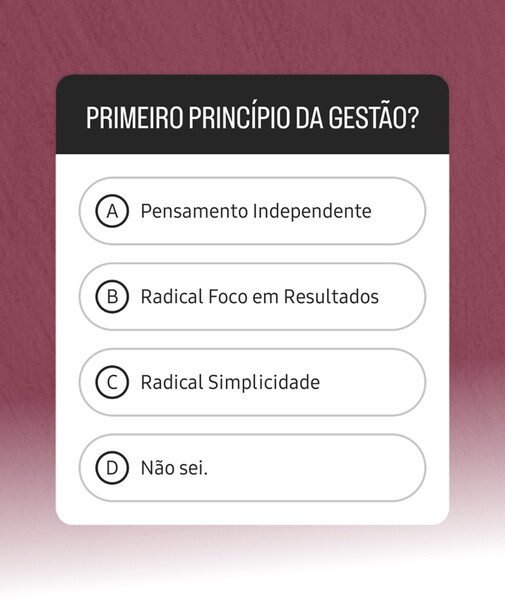 PRIMEIRO PRINCÍPIO DA GESTÃO?
A Pensamento Independente
B Radical Foco em Resultados
C Radical Simplicidade
D Não sei.